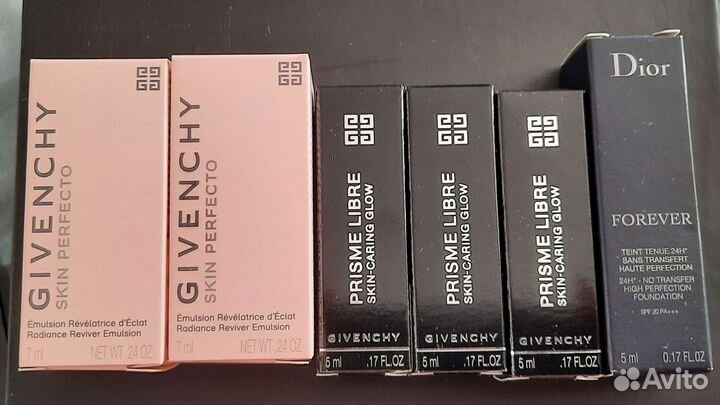 GIVENCHY
SKIN PERFECTO
Émulsion Révélatrice d'Éclat
Radiance Reviver Emulsion
7 ml NET WT .24 OZ
GIVENCHY
SKIN PERFECTO
Émulsion Révélatrice d'Éclat
Radiance Reviver Emulsion
7 ml NET WT .24 OZ
PRISME LIBRE
SKIN-CARING GLOW
GIVENCHY
5 ml .17 FL.OZ
PRISME LIBRE
SKIN-CARING GLOW
GIVENCHY
5 ml .17 FL.OZ
PRISME LIBRE
SKIN-CARING GLOW
GIVENCHY
5 ml .17 FL.OZ
Dior
FOREVER
TEINT TENUE 24H*
SANS TRANSFERT
HAUTE PERFECTION
24H* - NO TRANSFER
HIGH PERFECTION
FOUNDATION
SPF 20 PA+++
5 ml 0.17 FL.OZ
Avito